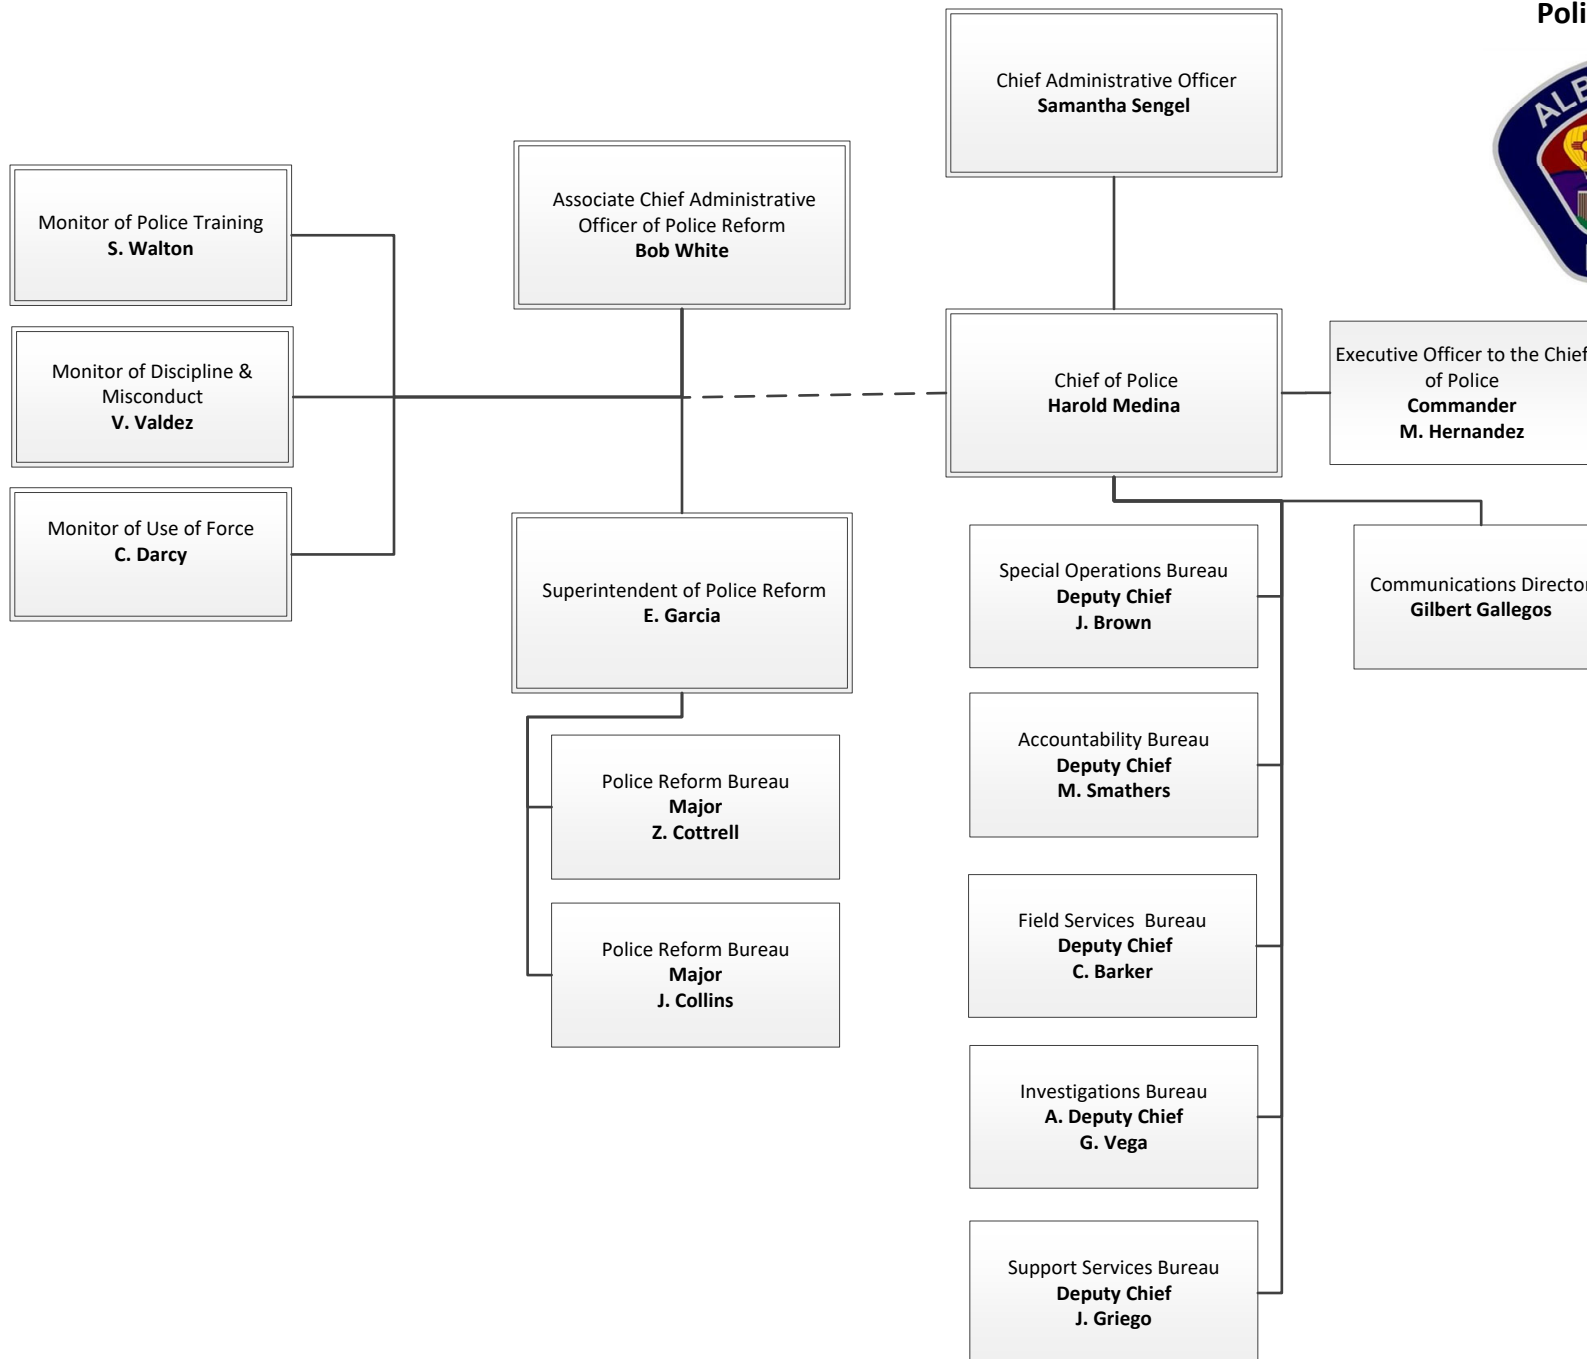 Chief Administrative Officer
Samantha Sengel
Associate Chief Administrative
Officer of Police Reform
Bob White
Monitor of Police Training
S. Walton
Monitor of Discipline &
Misconduct
V. Valdez
Monitor of Use of Force
C. Darcy
Chief of Police
Harold Medina
Executive Officer to the Chief
of Police
Commander
M. Hernandez
Superintendent of Police Reform
E. Garcia
Police Reform Bureau
Major
Z. Cottrell
Police Reform Bureau
Major
J. Collins
Special Operations Bureau
Deputy Chief
J. Brown
Communications Director
Gilbert Gallegos
Accountability Bureau
Deputy Chief
M. Smathers
Field Services Bureau
Deputy Chief
C. Barker
Investigations Bureau
A. Deputy Chief
G. Vega
Support Services Bureau
Deputy Chief
J. Griego